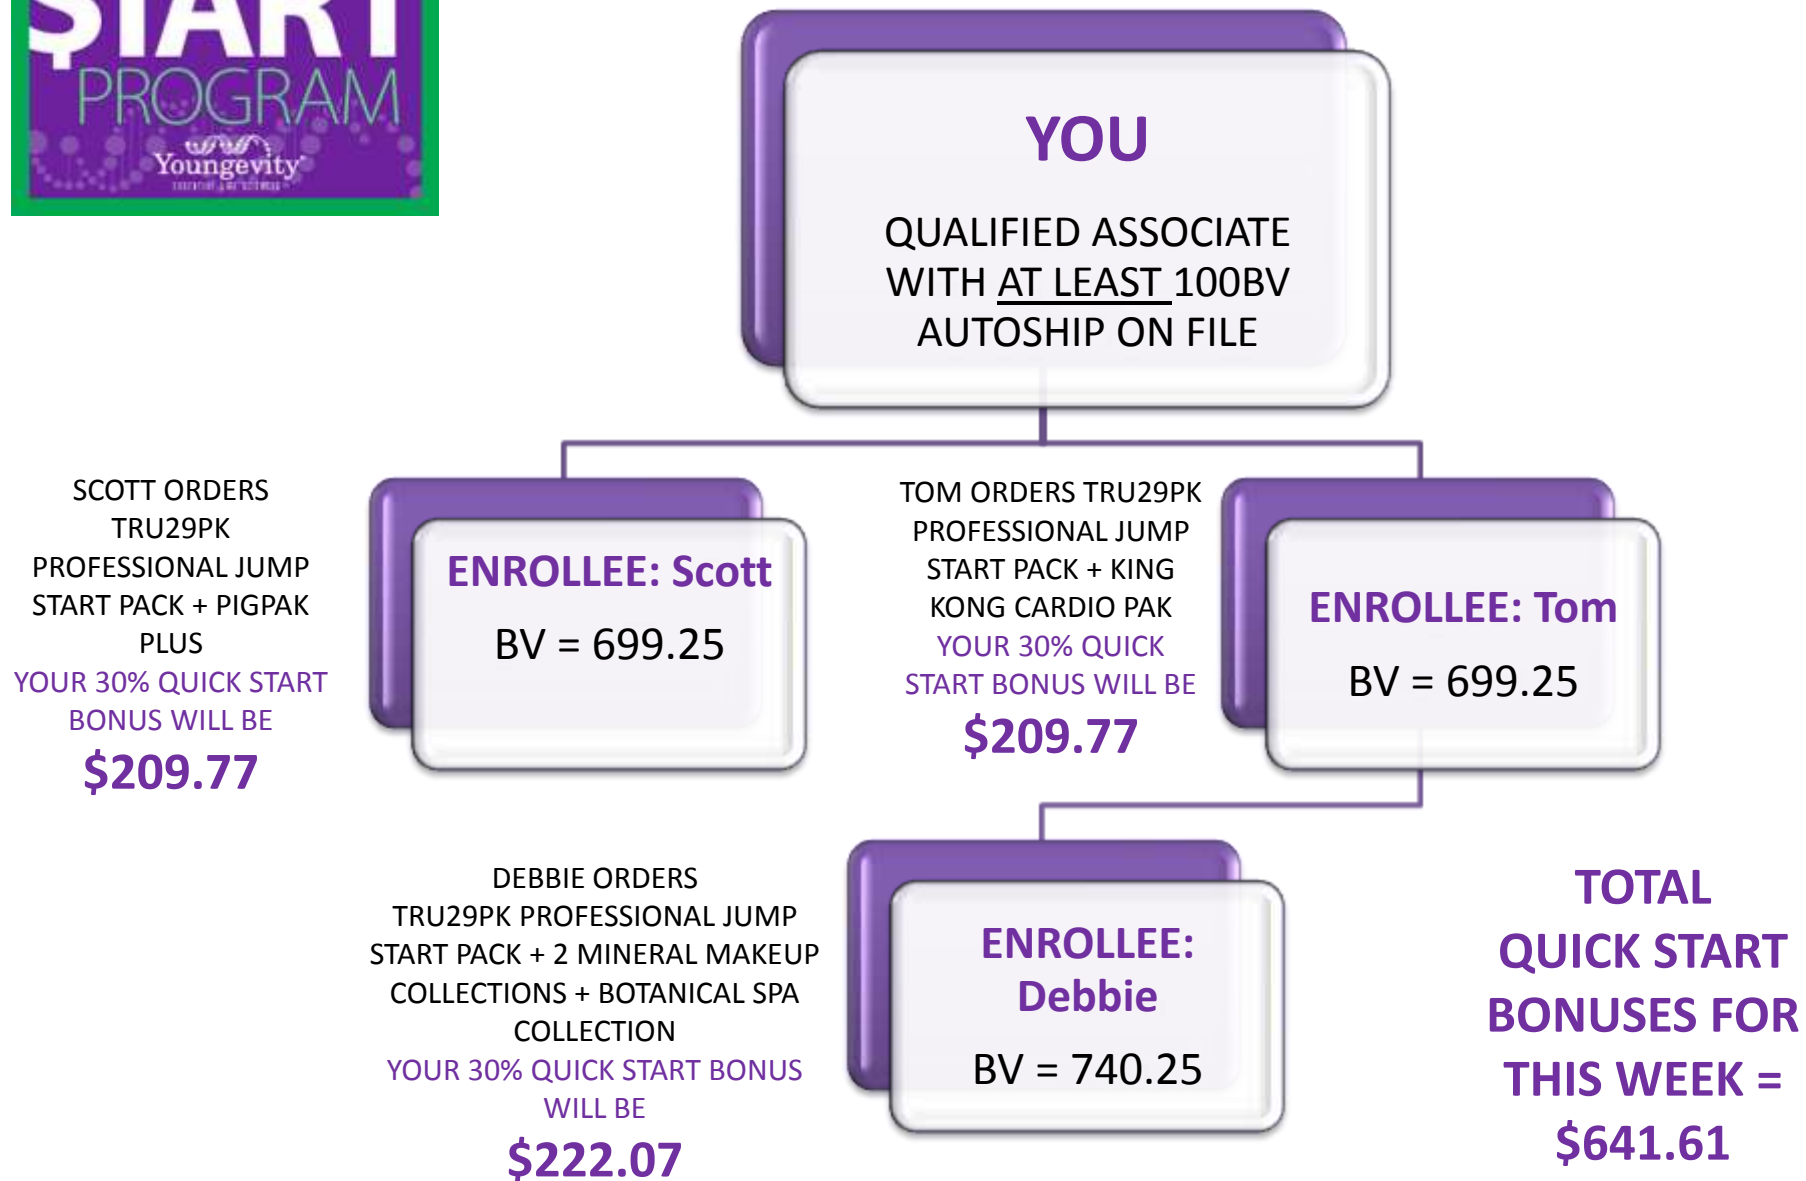 $TART
PROGRAM
Youngevity
YOU
QUALIFIED ASSOCIATE
WITH AT LEAST 100BV
AUTOSHIP ON FILE
SCOTT ORDERS
TRU29PK
PROFESSIONAL JUMP
START PACK + PIGPAK
PLUS
YOUR 30% QUICK START
BONUS WILL BE
$209.77
ENROLLEE: Scott
BV = 699.25
TOM ORDERS TRU29PK
PROFESSIONAL JUMP
START PACK + KING
KONG CARDIO PAK
YOUR 30% QUICK
START BONUS WILL BE
$209.77
ENROLLEE: Tom
BV = 699.25
DEBBIE ORDERS
TRU29PK PROFESSIONAL JUMP
START PACK + 2 MINERAL MAKEUP
COLLECTIONS + BOTANICAL SPA
COLLECTION
YOUR 30% QUICK START BONUS
WILL BE
$222.07
ENROLLEE:
Debbie
BV = 740.25
TOTAL
QUICK START
BONUSES FOR
THIS WEEK =
$641.61